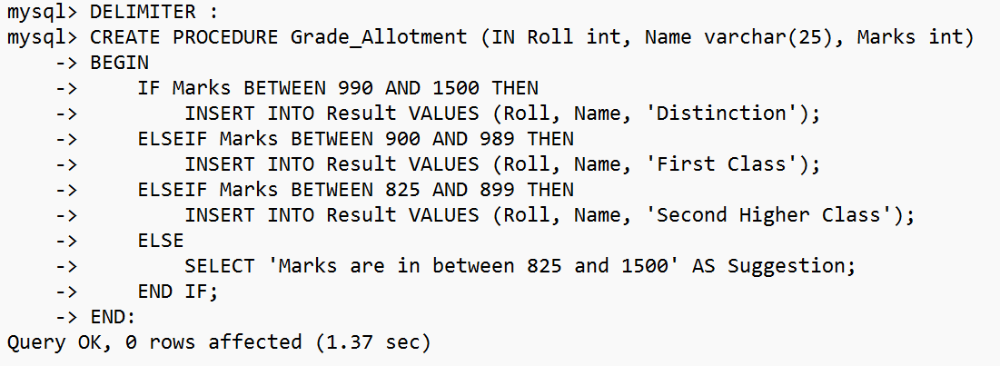 mysql> DELIMITER :
mysql> CREATE PROCEDURE Grade_Allotment (IN Roll int, Name varchar(25), Marks int)
    -> BEGIN
    ->     IF Marks BETWEEN 990 AND 1500 THEN
    ->         INSERT INTO Result VALUES (Roll, Name, 'Distinction');
    ->     ELSEIF Marks BETWEEN 900 AND 989 THEN
    ->         INSERT INTO Result VALUES (Roll, Name, 'First Class');
    ->     ELSEIF Marks BETWEEN 825 AND 899 THEN
    ->         INSERT INTO Result VALUES (Roll, Name, 'Second Higher Class');
    ->     ELSE
    ->         SELECT 'Marks are in between 825 and 1500' AS Suggestion;
    ->     END IF;
    -> END:
Query OK, 0 rows affected (1.37 sec)